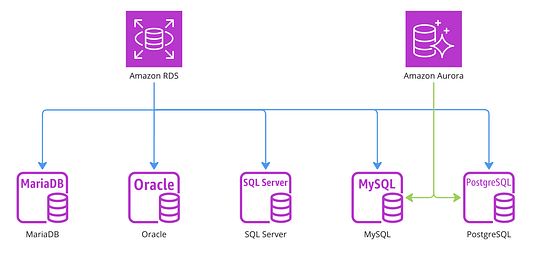 Amazon RDS
Amazon Aurora
MariaDB
Oracle
SQL Server
MySQL
PostgreSQL
MariaDB
Oracle
SQL Server
MySQL
PostgreSQL